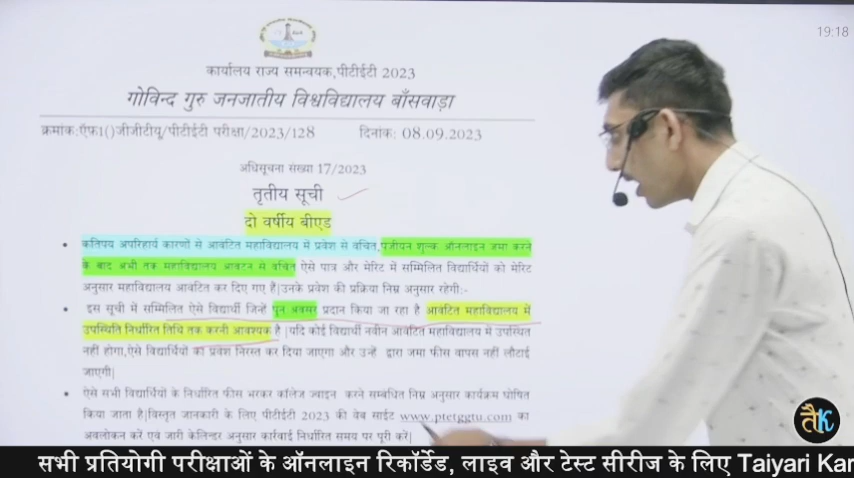 19:18
कार्यालय राज्य समन्वयक,पीटीईटी 2023
गोविन्द गुरु जनजातीय विश्वविद्यालय बाँसवाड़ा
क्रमांक:ऍफ़1()जीजीटीयू/पीटीईटी परीक्षा/2023/128 दिनांक: 08.09.2023
अधिसूचना संख्या 17/2023
तृतीय सूची
दो वर्षीय बीएड
• कतिपय अपरिहार्य कारणों से आवंटित महाविद्यालय में प्रवेश से वंचित,पंजीयन शुल्क ऑनलाइन जमा करने
के बाद अभी तक महाविद्यालय आवंटन से वंचित ऐसे पात्र और मेरिट में सम्मिलित विद्यार्थियों को मेरिट
अनुसार महाविद्यालय आवंटित कर दिए गए हैं|उनके प्रवेश की प्रक्रिया निम्न अनुसार रहेगी:-
• इस सूची में सम्मिलित ऐसे विद्यार्थी जिन्हें पुन अवसर प्रदान किया जा रहा है आवंटित महाविद्यालय में
उपस्थिति निर्धारित तिथि तक करनी आवश्यक है |यदि कोई विद्यार्थी नवीन आवंटित महाविद्यालय में उपस्थित
नहीं होगा,ऐसे विद्यार्थियों का प्रवेश निरस्त कर दिया जाएगा और उन्हें द्वारा जमा फीस वापस नहीं लौटाई
जाएगी|
• ऐसे सभी विद्यार्थियों के निर्धारित फीस भरकर कॉलेज ज्वाइन करने सम्बंधित निम्न अनुसार कार्यक्रम घोषित
किया जाता है|विस्तृत जानकारी के लिए पीटीईटी 2023 की वेब साईट www.ptetggtu.com का
अवलोकन करें एवं जारी केलिन्डर अनुसार कार्रवाई निर्धारित समय पर पूरी करें|
तैK
सभी प्रतियोगी परीक्षाओं के ऑनलाइन रिकॉर्डेड, लाइव और टेस्ट सीरीज के लिए Taiyari Kar